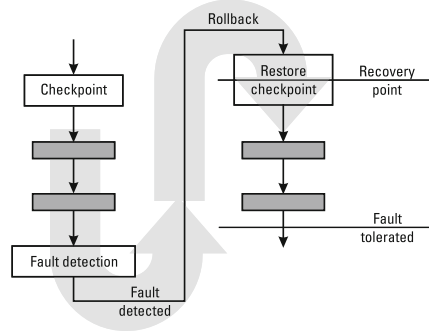 Rollback
Checkpoint
Restore
checkpoint
Recovery
point
Fault detection
Fault
detected
Fault
tolerated